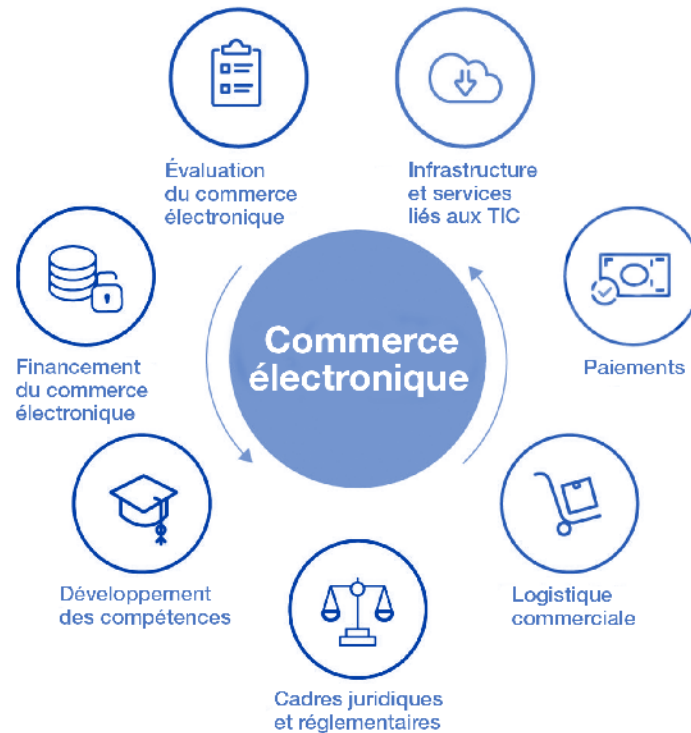 Évaluation
du commerce
électronique
Infrastructure
et services
liés aux TIC
Financement
du commerce
électronique
Commerce
électronique
Paiements
Développement
des compétences
Logistique
commerciale
Cadres juridiques
et réglementaires